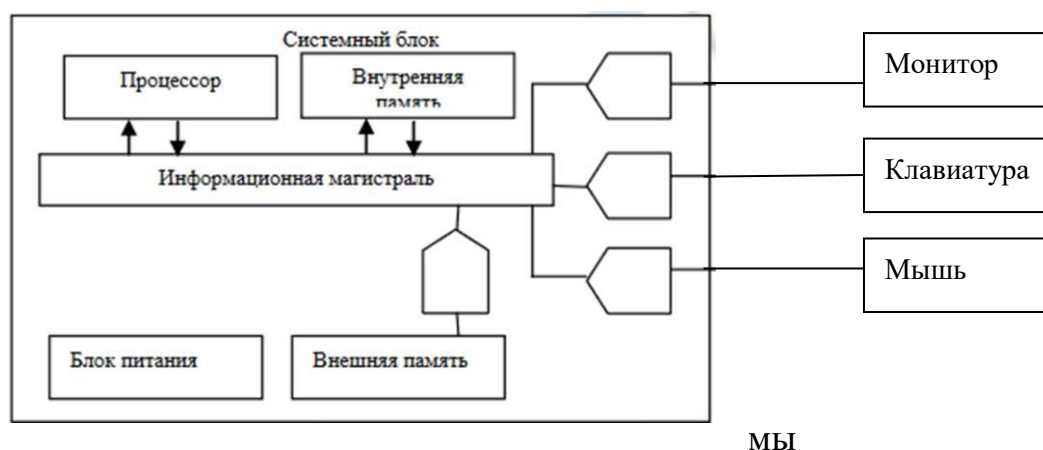 Системный блок
Процессор
Внутренняя
память
Монитор
Информационная магистраль
Клавиатура
Мышь
Блок питания
Внешняя память
мы